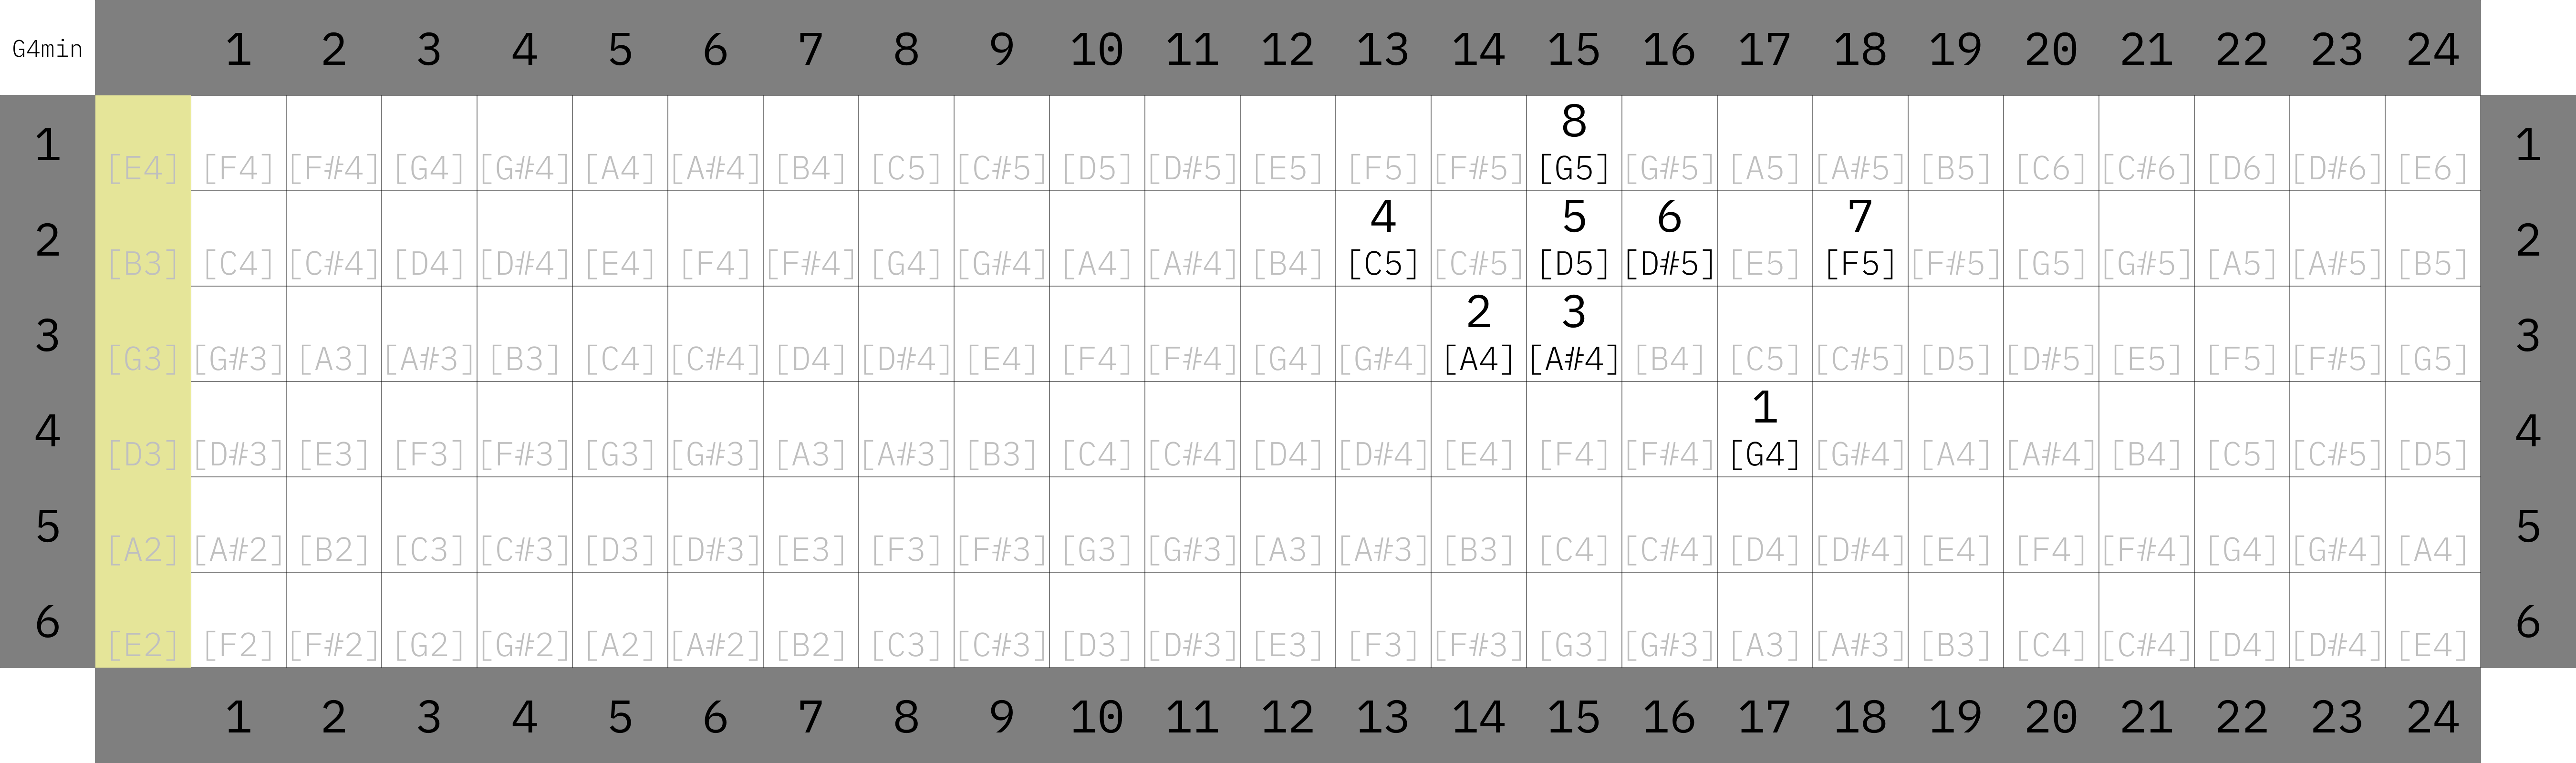 G4min 1 2 3 4 5 6 7 8 9 10 11 12 13 14 15 16 17 18 19 20 21 22 23 24
8
1 [E4] [F4] [F#4] [G4] [G#4] [A4] [A#4] [B4] [C5] [C#5] [D5] [D#5] [E5] [F5] [F#5] [G5] [G#5] [A5] [A#5] [B5] [C6] [C#6] [D6] [D#6] [E6] 1
4 5 6 7
2 [B3] [C4] [C#4] [D4] [D#4] [E4] [F4] [F#4] [G4] [G#4] [A4] [A#4] [B4] [C5] [C#5] [D5] [D#5] [E5] [F5] [F#5] [G5] [G#5] [A5] [A#5] [B5] 2
2 3
3 [G3] [G#3] [A3] [A#3] [B3] [C4] [C#4] [D4] [D#4] [E4] [F4] [F#4] [G4] [G#4] [A4] [A#4] [B4] [C5] [C#5] [D5] [D#5] [E5] [F5] [F#5] [G5] 3
1
4 [D3] [D#3] [E3] [F3] [F#3] [G3] [G#3] [A3] [A#3] [B3] [C4] [C#4] [D4] [D#4] [E4] [F4] [F#4] [G4] [G#4] [A4] [A#4] [B4] [C5] [C#5] [D5] 4
5 [A2] [A#2] [B2] [C3] [C#3] [D3] [D#3] [E3] [F3] [F#3] [G3] [G#3] [A3] [A#3] [B3] [C4] [C#4] [D4] [D#4] [E4] [F4] [F#4] [G4] [G#4] [A4] 5
6 [E2] [F2] [F#2] [G2] [G#2] [A2] [A#2] [B2] [C3] [C#3] [D3] [D#3] [E3] [F3] [F#3] [G3] [G#3] [A3] [A#3] [B3] [C4] [C#4] [D4] [D#4] [E4] 6
1 2 3 4 5 6 7 8 9 10 11 12 13 14 15 16 17 18 19 20 21 22 23 24